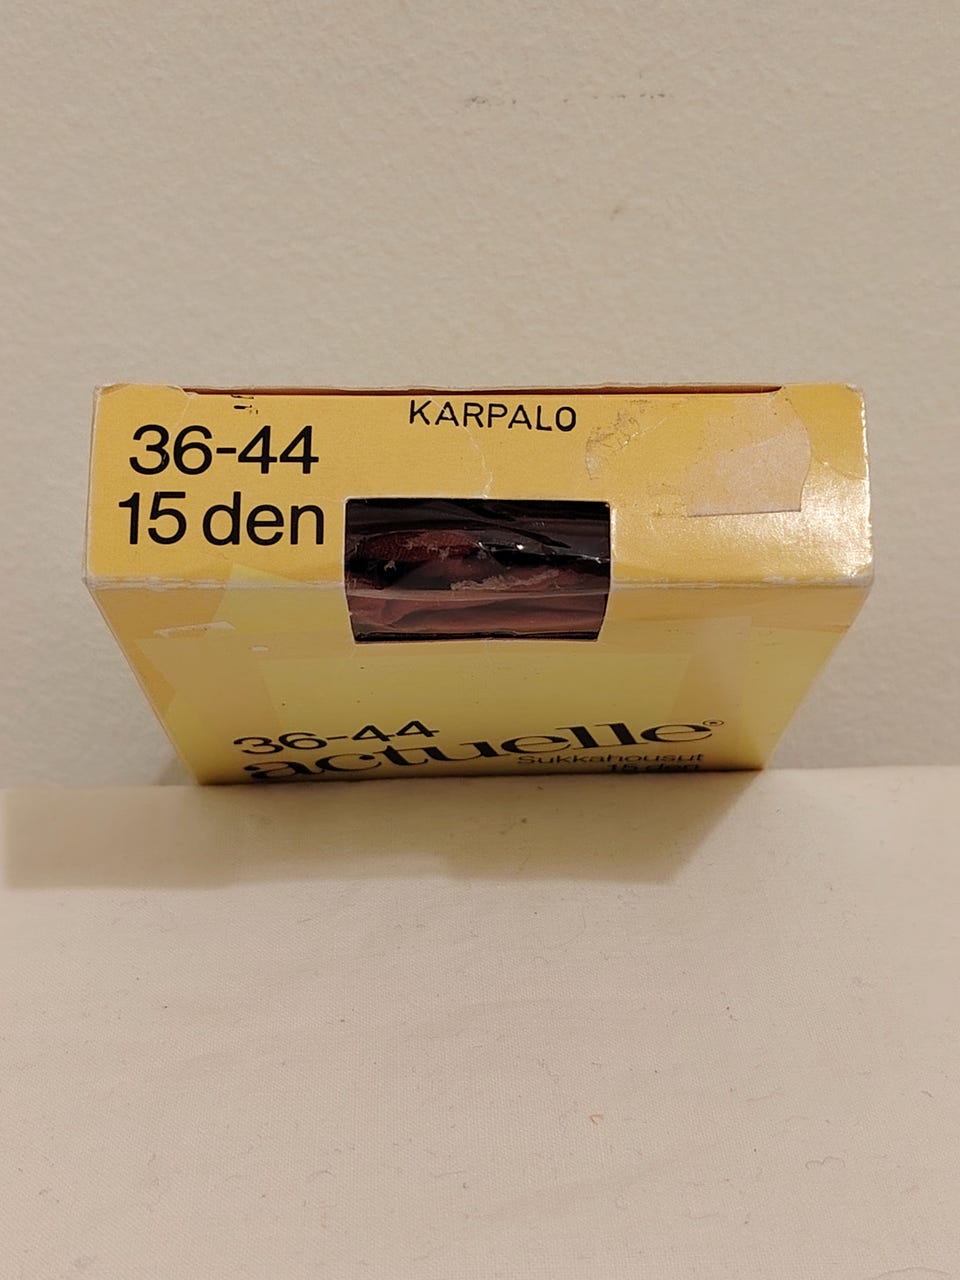 KARPALO
36-44
15 den
36-44
actuelle®
Sukkahousut
15 den